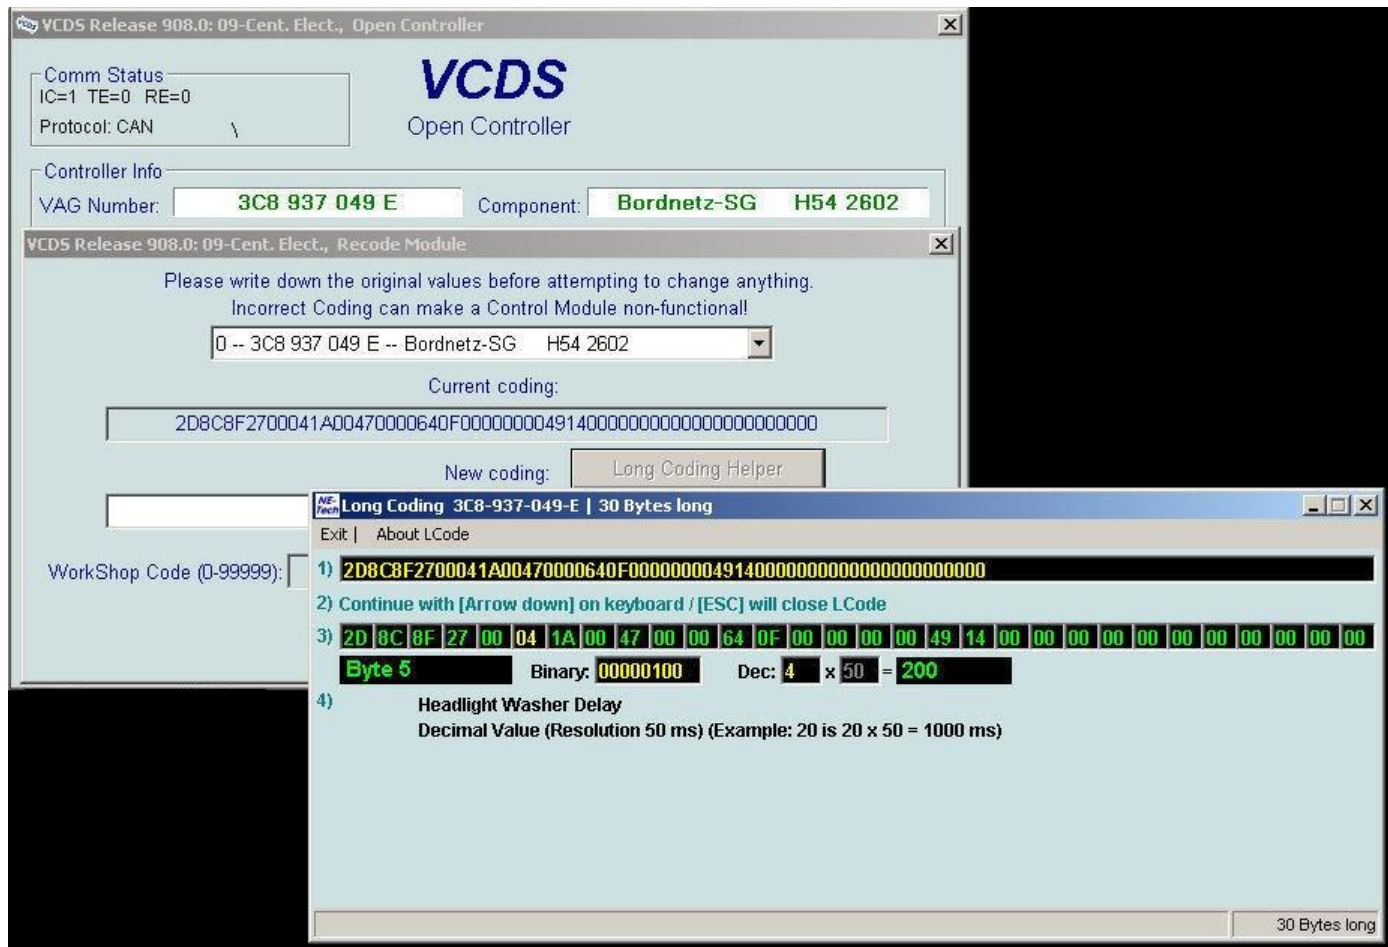 VCDS Release 908.0: 09-Cent. Elect., Open Controller
Comm Status
IC=1 TE=0 RE=0
Protocol: CAN \
VCDS
Open Controller
Controller Info
VAG Number: 3C8 937 049 E Component: Bordnetz-SG H54 2602
VCDS Release 908.0: 09-Cent. Elect., Recode Module
Please write down the original values before attempting to change anything.
Incorrect Coding can make a Control Module non-functional!
0 -- 3C8 937 049 E -- Bordnetz-SG H54 2602
Current coding:
2D8C8F2700041A00470000640F00000000491400000000000000000000000
New coding: Long Coding Helper
WorkShop Code (0-99999):
NE-Tech Long Coding 3C8-937-049-E | 30 Bytes long
Exit | About LCode
1) 2D8C8F2700041A00470000640F00000000491400000000000000000000000
2) Continue with [Arrow down] on keyboard / [ESC] will close LCode
3) 2D 8C 8F 27 00 04 1A 00 47 00 00 64 0F 00 00 00 00 49 14 00 00 00 00 00 00 00 00 00 00 00
Byte 5 Binary: 00000100 Dec: 4 x 50 = 200
4) Headlight Washer Delay
Decimal Value (Resolution 50 ms) (Example: 20 is 20 x 50 = 1000 ms)
30 Bytes long